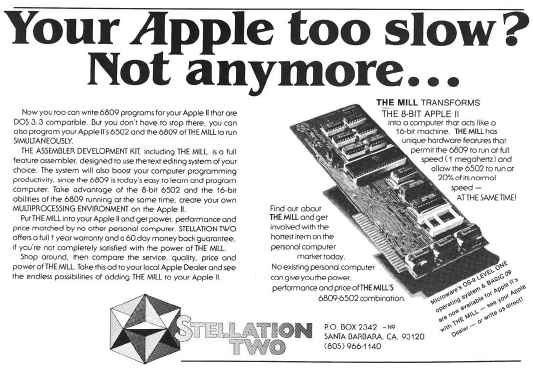 Your Apple too slow?
Not anymore...
Now you too can write 6809 programs for your Apple II that are
DOS 3.3 compatible. But you don't have to stop there, you can
also program your Apple II's 6502 and the 6809 of THE MILL to run
SIMULTANEOUSLY.
THE ASSEMBLER DEVELOPMENT KIT, including THE MILL, is a full
feature assembler, designed to use the text editing system of your
choice. The system will also boost your computer programming
productivity, since the 6809 is today's easy to learn and program
computer. Take advantage of the 8-bit 6502 and the 16-bit
abilities of the 6809 running at the same time, create your own
MULTIPROCESSING ENVIRONMENT on the Apple II.
Put THE MILL into your Apple II and get power, performance and
price matched by no other personal computer. STELLATION TWO
offers a full 1 year warranty and a 60 day money back guarantee,
if you're not completely satisfied with the power of THE MILL.
Shop around, then compare the service, quality, price and
power of THE MILL. Take this ad to your local Apple Dealer and see
the endless possibilities of adding THE MILL to your Apple II.
THE MILL TRANSFORMS
THE 8-BIT APPLE II
into a computer that acts like a
16-bit machine. THE MILL has
unique hardware features that
permit the 6809 to run at full
speed (1 megahertz) and
allow the 6502 to run at
20% of its normal
speed —
AT THE SAME TIME!
Find out about
THE MILL and get
involved with the
hottest item on the
personal computer
market today.
No existing personal computer
can give you the power,
performance and price of THE MILL'S
6809-6502 combination.
Microware's OS-9 LEVEL ONE
operating system & BASIC 09
are now available for Apple II's
with THE MILL — see your Apple
Dealer — or write us direct!
STELLATION
TWO
P.O. BOX 2342 -N9
SANTA BARBARA, CA. 93120
(805) 966-1140